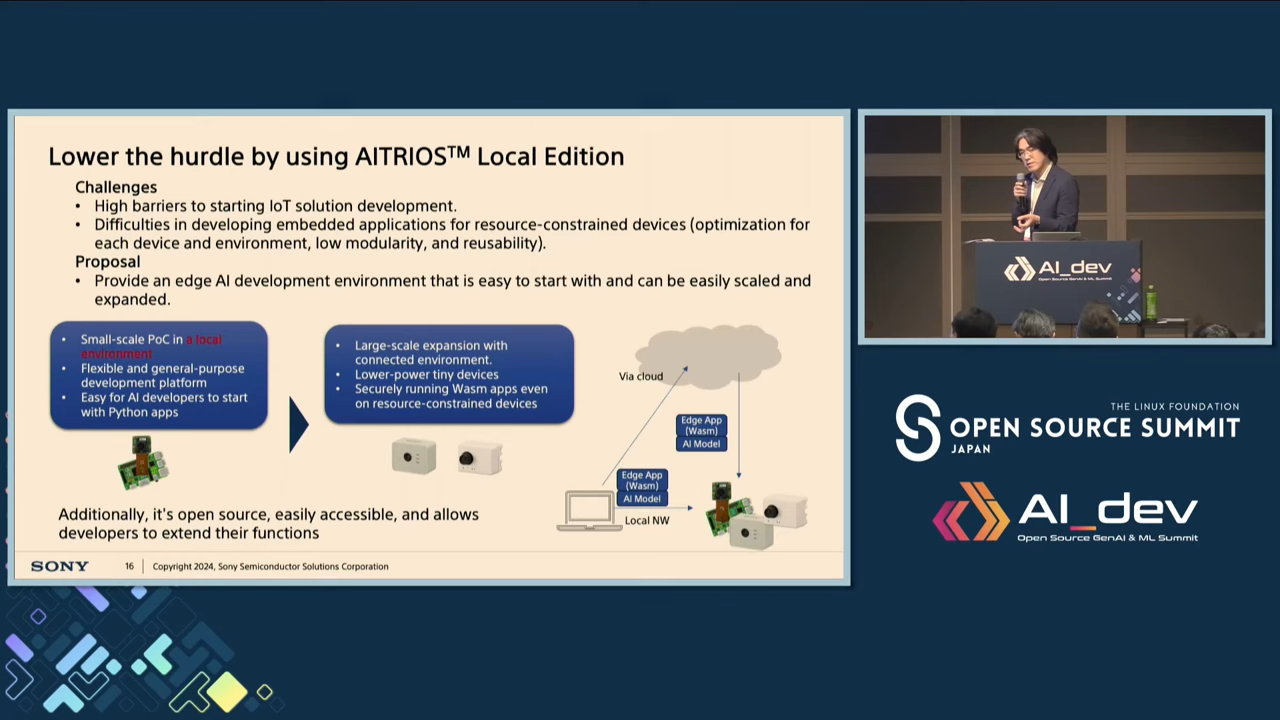 Lower the hurdle by using AITRIOS™ Local Edition
Challenges
• High barriers to starting IoT solution development.
• Difficulties in developing embedded applications for resource-constrained devices (optimization for
each device and environment, low modularity, and reusability).
Proposal
• Provide an edge AI development environment that is easy to start with and can be easily scaled and
expanded.
• Small-scale PoC in a local
environment
• Flexible and general-purpose
development platform
• Easy for AI developers to start
with Python apps
• Large-scale expansion with
connected environment.
• Lower-power tiny devices
• Securely running Wasm apps even
on resource-constrained devices
Via cloud
Edge App
(Wasm)
AI Model
Edge App
(Wasm)
AI Model
Local NW
Additionally, it's open source, easily accessible, and allows
developers to extend their functions
SONY
16
Copyright 2024, Sony Semiconductor Solutions Corporation
AI_dev
Open Source GenAI & ML Summit
THE LINUX FOUNDATION
OPEN SOURCE SUMMIT
JAPAN
AI_dev
Open Source GenAI & ML Summit